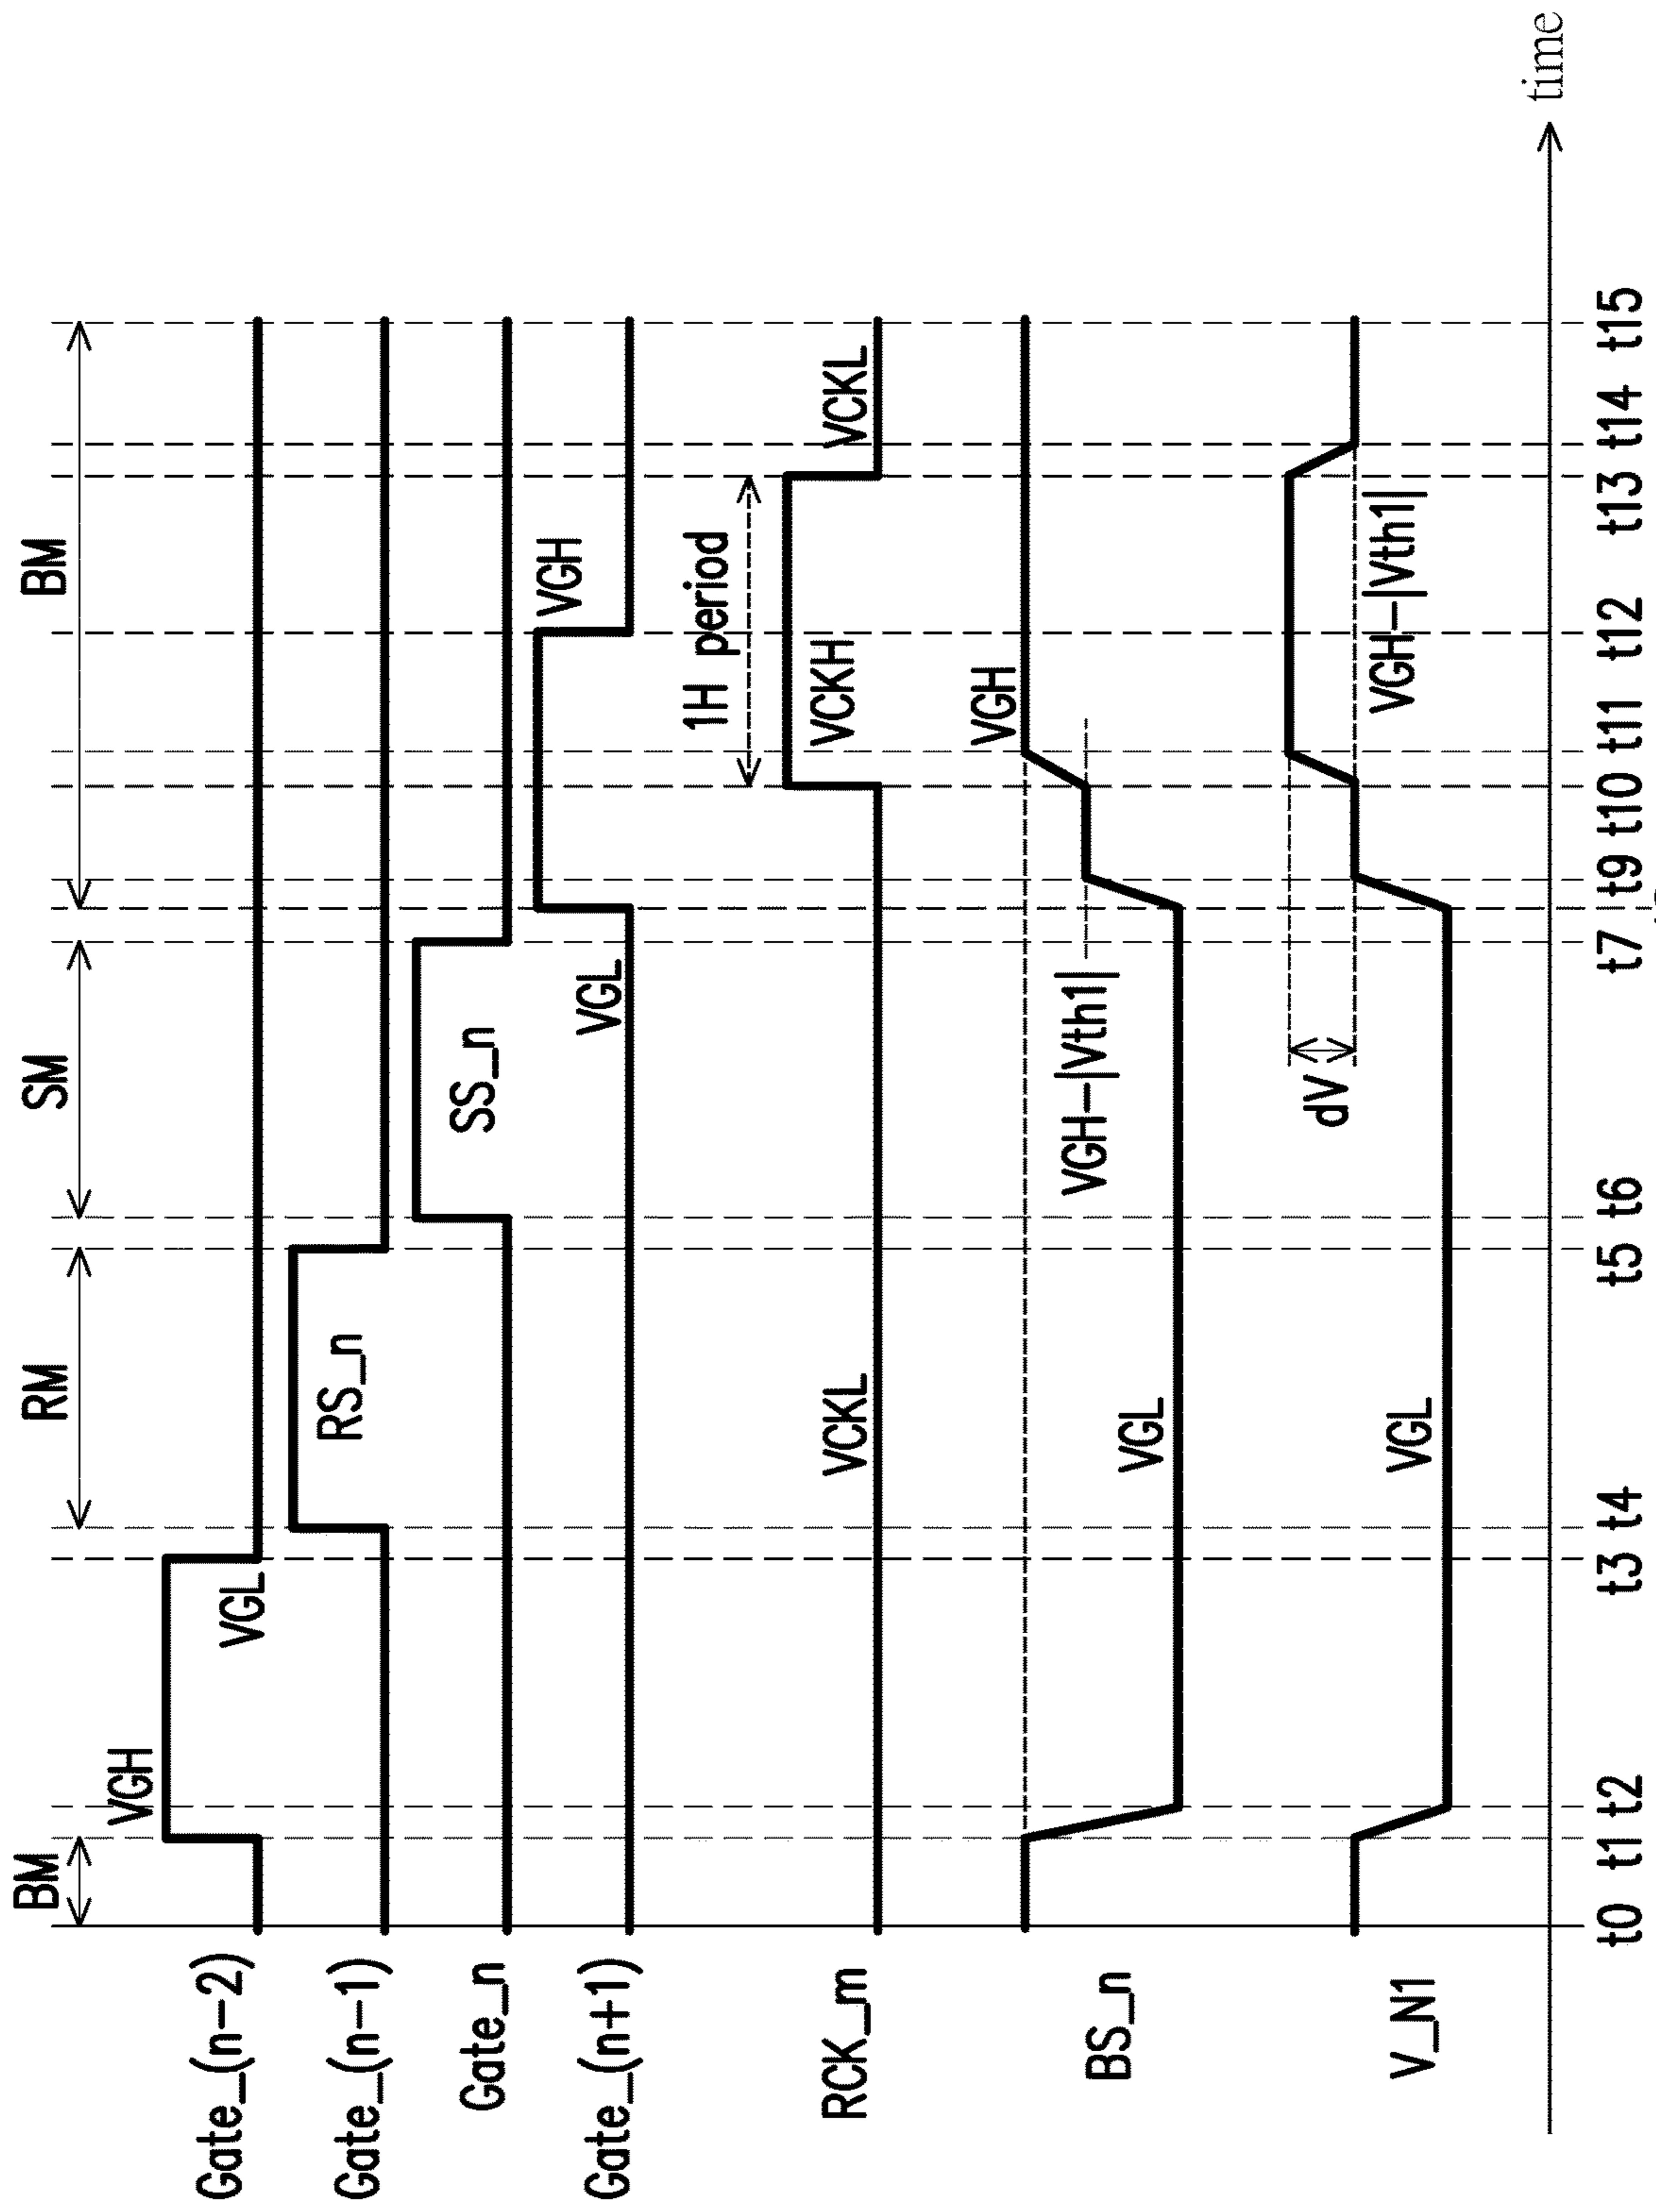 BM
RM
SM
BM
Gate_(n-2)
VGH
VGL
Gate_(n-1)
RS_n
Gate_n
SS_n
Gate_(n+1)
VGL
VGH
1H period
RCK_m
VCKL
VCKH
VCKL
BS_n
VGL
VGH-|Vth1|
VGH
V_N1
VGL
dV
VGH-|Vth1|
time
t0 t1 t2 t3 t4 t5 t6 t7 t9 t10 t11 t12 t13 t14 t15